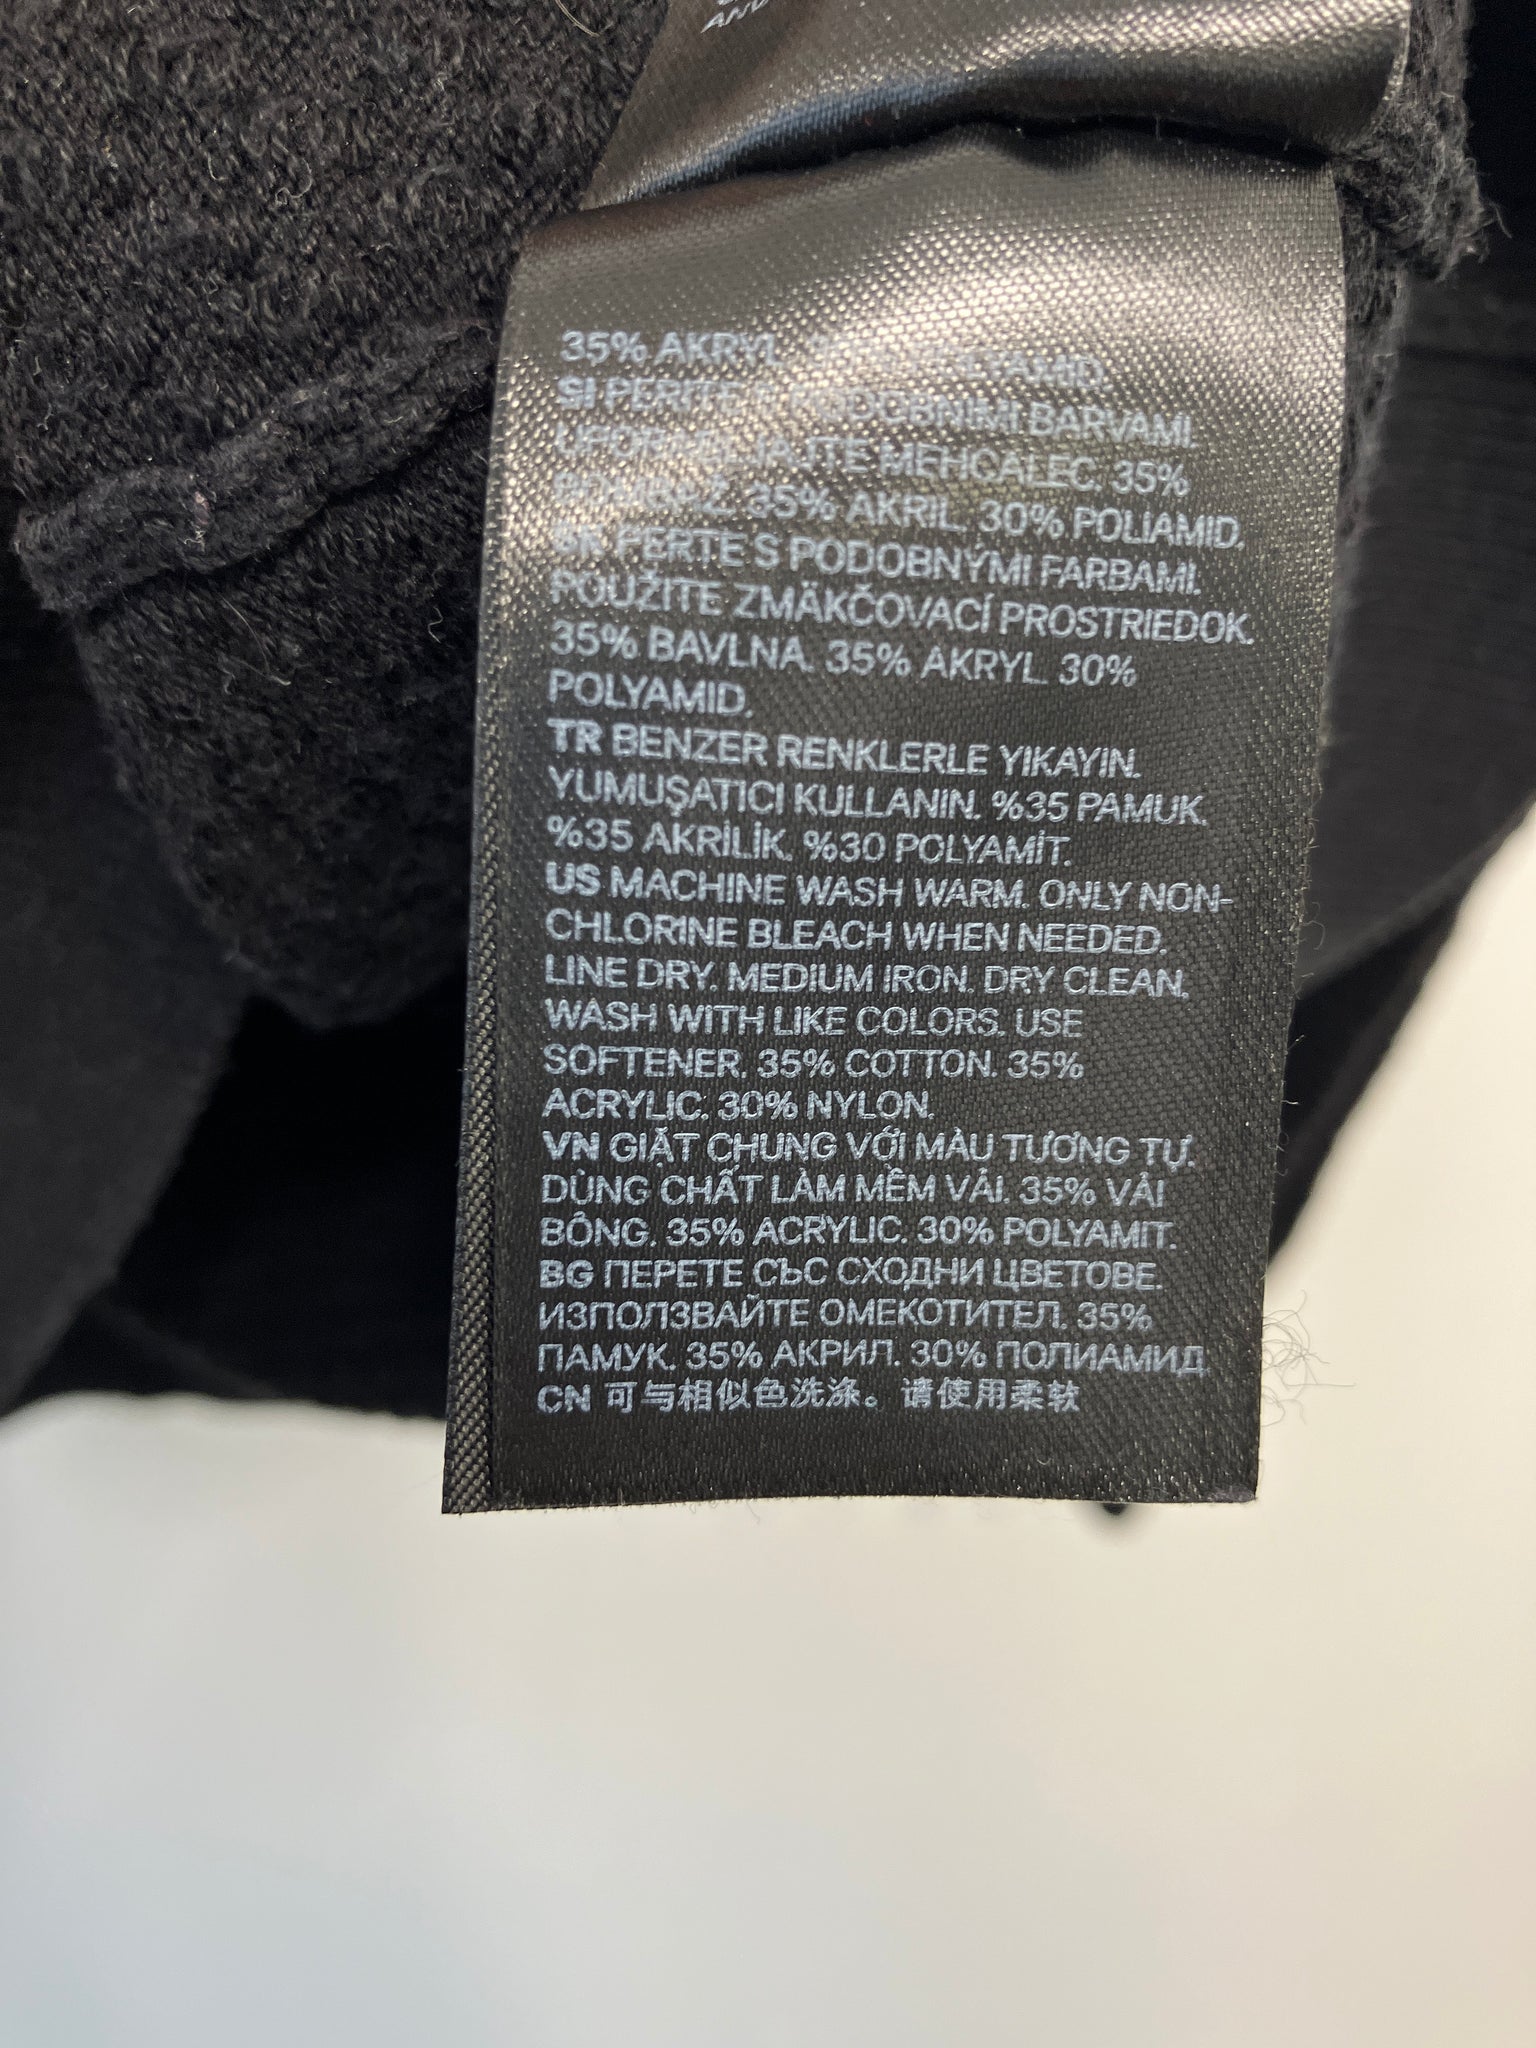 35% AKRYL.
SI PERITE S PODOBNIMI BARVAMI.
UPORABLJAJTE MEHČALEC. 35%
BOMBAŽ. 35% AKRIL. 30% POLIAMID.
SK PERTE S PODOBNÝMI FARBAMI.
POUŽITE ZMÄKČOVACÍ PROSTRIEDOK.
35% BAVLNA. 35% AKRYL. 30%
POLYAMID.
TR BENZER RENKLERLE YIKAYIN.
YUMUŞATICI KULLANIN. %35 PAMUK.
%35 AKRİLİK. %30 POLYAMİT.
US MACHINE WASH WARM. ONLY NON-
CHLORINE BLEACH WHEN NEEDED.
LINE DRY. MEDIUM IRON. DRY CLEAN.
WASH WITH LIKE COLORS. USE
SOFTENER. 35% COTTON. 35%
ACRYLIC. 30% NYLON.
VN GIẶT CHUNG VỚI MÀU TƯƠNG TỰ.
DÙNG CHẤT LÀM MỀM VẢI. 35% VẢI
BÔNG. 35% ACRYLIC. 30% POLYAMIT.
BG ПЕРЕТЕ СЪС СХОДНИ ЦВЕТОВЕ.
ИЗПОЛЗВАЙТЕ ОМЕКОТИТЕЛ. 35%
ПАМУК. 35% АКРИЛ. 30% ПОЛИАМИД.
CN 可与相似色洗涤。请使用柔软